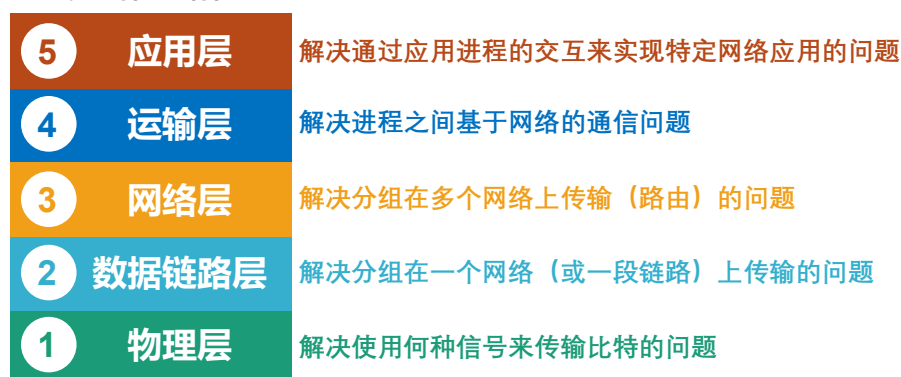 5 应用层 解决通过应用进程的交互来实现特定网络应用的问题
4 运输层 解决进程之间基于网络的通信问题
3 网络层 解决分组在多个网络上传输（路由）的问题
2 数据链路层 解决分组在一个网络（或一段链路）上传输的问题
1 物理层 解决使用何种信号来传输比特的问题